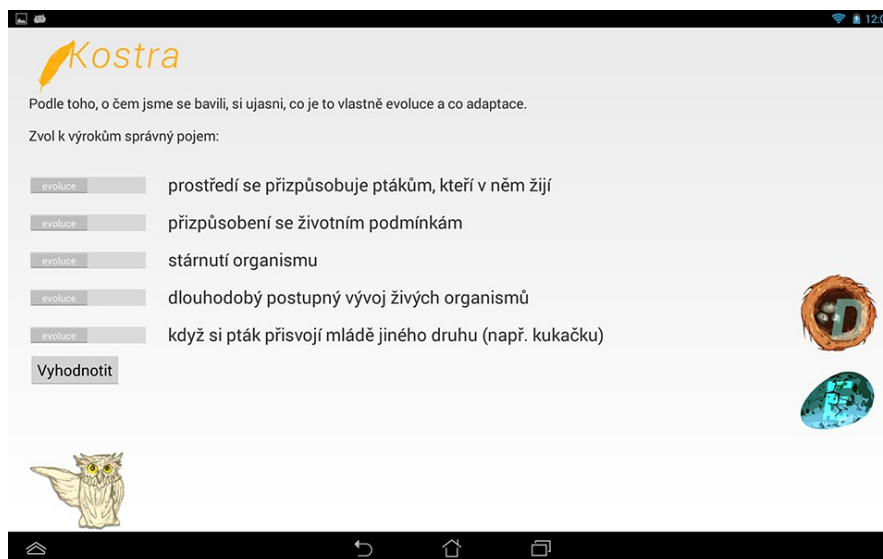 12:0
Kostra
Podle toho, o čem jsme se bavili, si ujasni, co je to vlastně evoluce a co adaptace.
Zvol k výrokům správný pojem:
evoluce prostředí se přizpůsobuje ptákům, kteří v něm žijí
evoluce přizpůsobení se životním podmínkám
evoluce stárnutí organismu
evoluce dlouhodobý postupný vývoj živých organismů
evoluce když si pták přisvojí mládě jiného druhu (např. kukačku)
Vyhodnotit
D
E